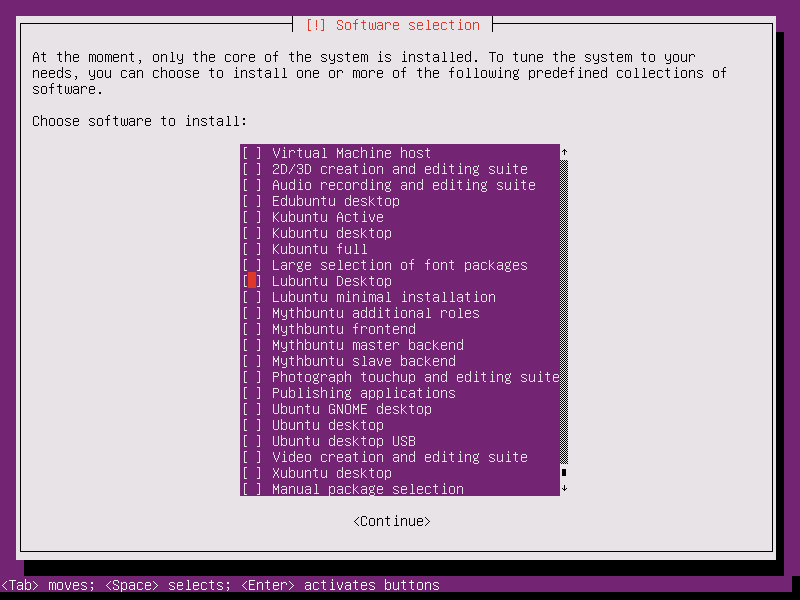 [!] Software selection
At the moment, only the core of the system is installed. To tune the system to your
needs, you can choose to install one or more of the following predefined collections of
software.
Choose software to install:
[ ] Virtual Machine host
[ ] 2D/3D creation and editing suite
[ ] Audio recording and editing suite
[ ] Edubuntu desktop
[ ] Kubuntu Active
[ ] Kubuntu desktop
[ ] Kubuntu full
[ ] Large selection of font packages
[ ] Lubuntu Desktop
[ ] Lubuntu minimal installation
[ ] Mythbuntu additional roles
[ ] Mythbuntu frontend
[ ] Mythbuntu master backend
[ ] Mythbuntu slave backend
[ ] Photograph touchup and editing suite
[ ] Publishing applications
[ ] Ubuntu GNOME desktop
[ ] Ubuntu desktop
[ ] Ubuntu desktop USB
[ ] Video creation and editing suite
[ ] Xubuntu desktop
[ ] Manual package selection
<Continue>
<Tab> moves; <Space> selects; <Enter> activates buttons